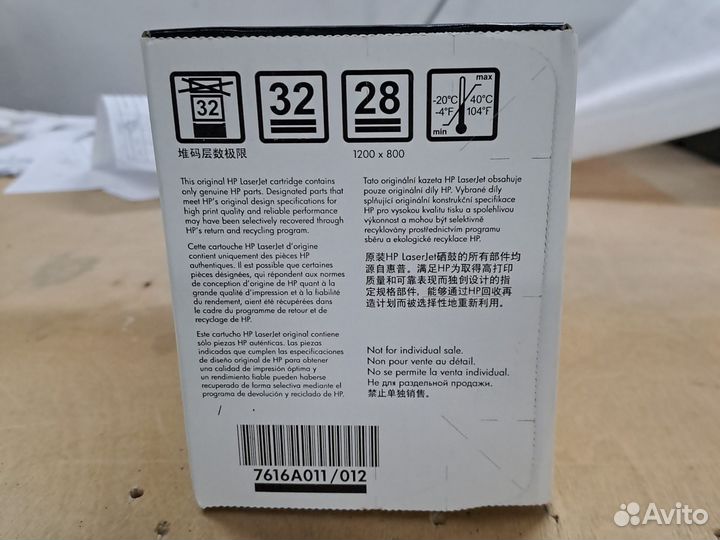 32
32
28
max
-20°C
40°C
-4°F
104°F
min
堆码层数极限
1200 x 800
This original HP LaserJet cartridge contains
only genuine HP parts. Designated parts that
meet HP's original design specifications for
high print quality and reliable performance
may have been selectively recovered through
HP's return and recycling program.
Cette cartouche HP LaserJet d'origine
contient uniquement des pièces HP
authentiques. Il est possible que certaines
pièces désignées, qui répondent aux normes
de conception d'origine de HP quant à la
grande qualité d'impression et à la fiabilité
du rendement, aient été récupérées dans
le cadre du programme de retour et de
recyclage de HP.
Este cartucho HP LaserJet original contiene
sólo piezas HP auténticas. Las piezas
indicadas que cumplen las especificaciones
de diseño original de HP para obtener
una calidad de impresión óptima y
un rendimiento fiable pueden haberse
recuperado de forma selectiva mediante el
programa de devolución y reciclado de HP.
Tato originální kazeta HP LaserJet obsahuje
pouze originální díly HP. Vybrané díly
splňující originální konstrukční specifikace
HP pro vysokou kvalitu tisku a spolehlivou
výkonnost a mohou být selektivně
recyklovány prostřednictvím programu
sběru a ekologické recyklace HP.
原装HP LaserJet硒鼓的所有部件均
源自惠普。满足HP为取得高打印
质量和可靠表现而独创设计的指
定规格部件，能够通过HP回收再
造计划而被选择性地重新利用。
Not for individual sale.
Non pour vente au détail.
No se permite la venta individual.
Не для раздельной продажи.
禁止单独销售.
7616A011/012
Avito